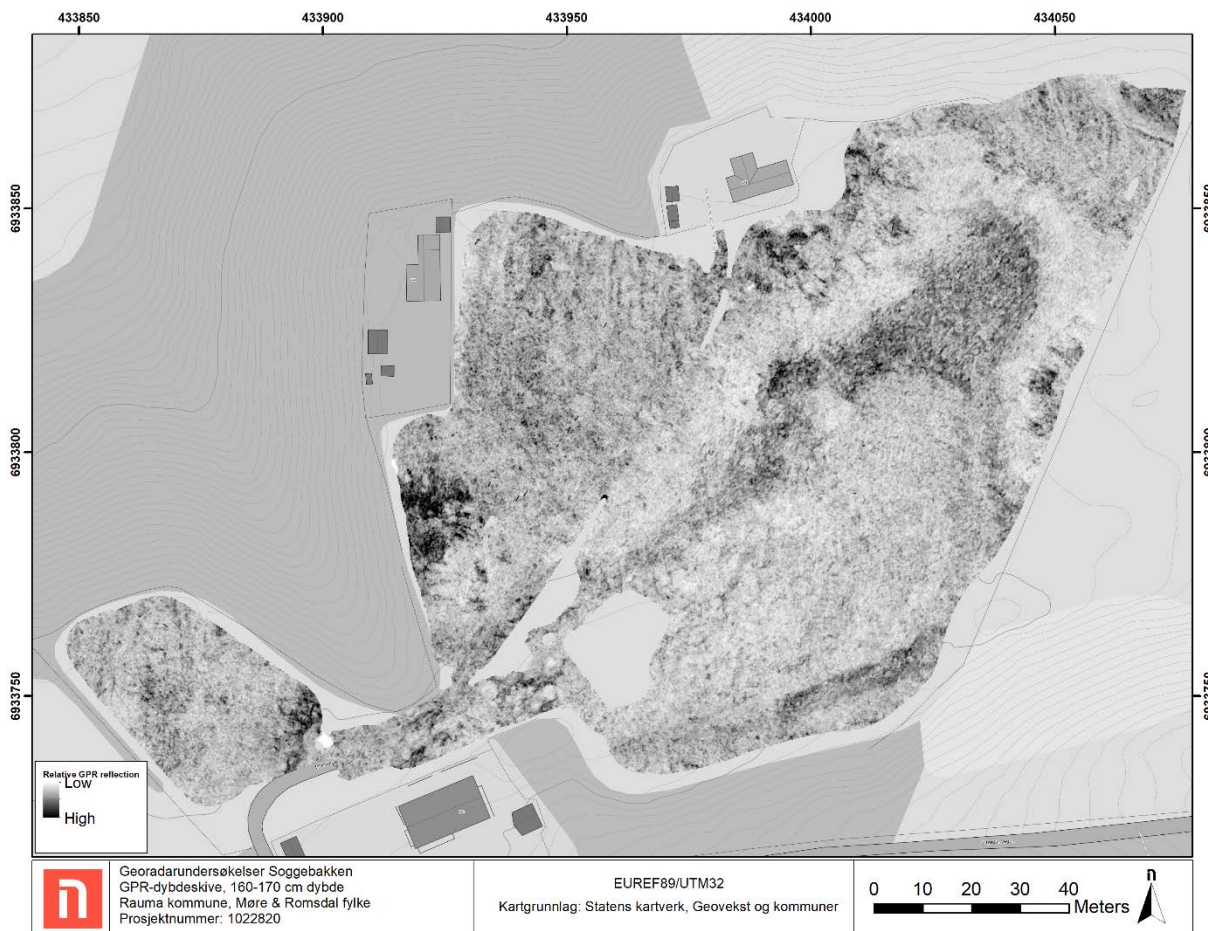 433850 433900 433950 434000 434050
6933850 6933850
6933800 6933800
6933750 6933750
Relative GPR reflection
Low
High
Georadarundersøkelser Soggebakken
GPR-dybdeskive, 160-170 cm dybde
Rauma kommune, Møre & Romsdal fylke
Prosjektnummer: 1022820
EUREF89/UTM32
Kartgrunnlag: Statens kartverk, Geovekst og kommuner
0 10 20 30 40
Meters
n